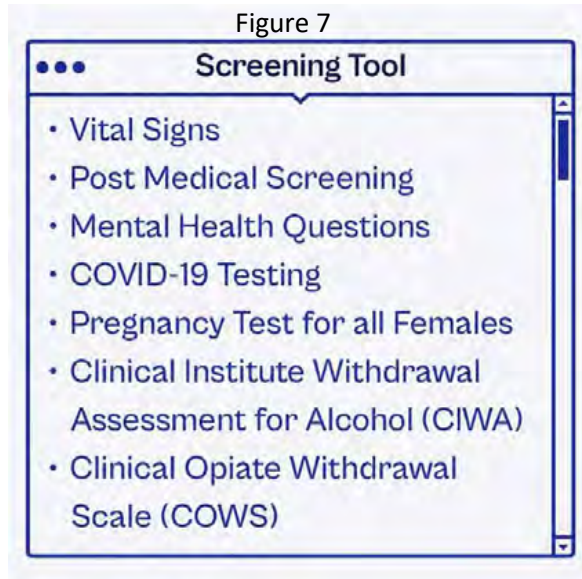 Figure 7
Screening Tool
• Vital Signs
• Post Medical Screening
• Mental Health Questions
• COVID-19 Testing
• Pregnancy Test for all Females
• Clinical Institute Withdrawal
Assessment for Alcohol (CIWA)
• Clinical Opiate Withdrawal
Scale (COWS)